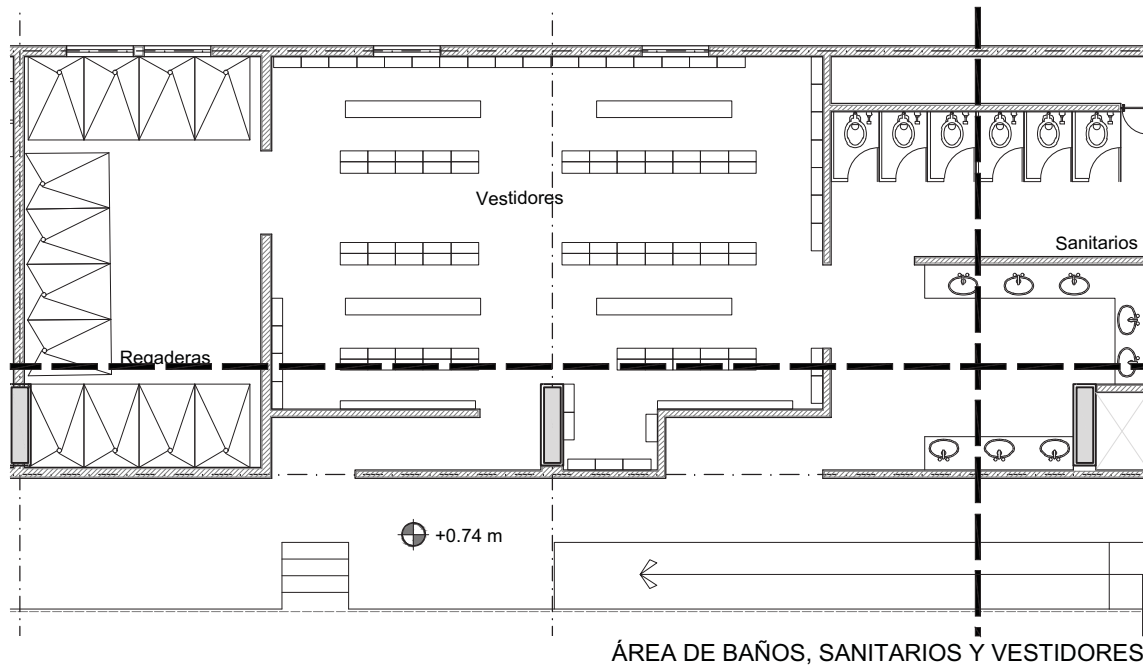 Vestidores
Sanitarios
Regaderas
+0.74 m
ÁREA DE BAÑOS, SANITARIOS Y VESTIDORES